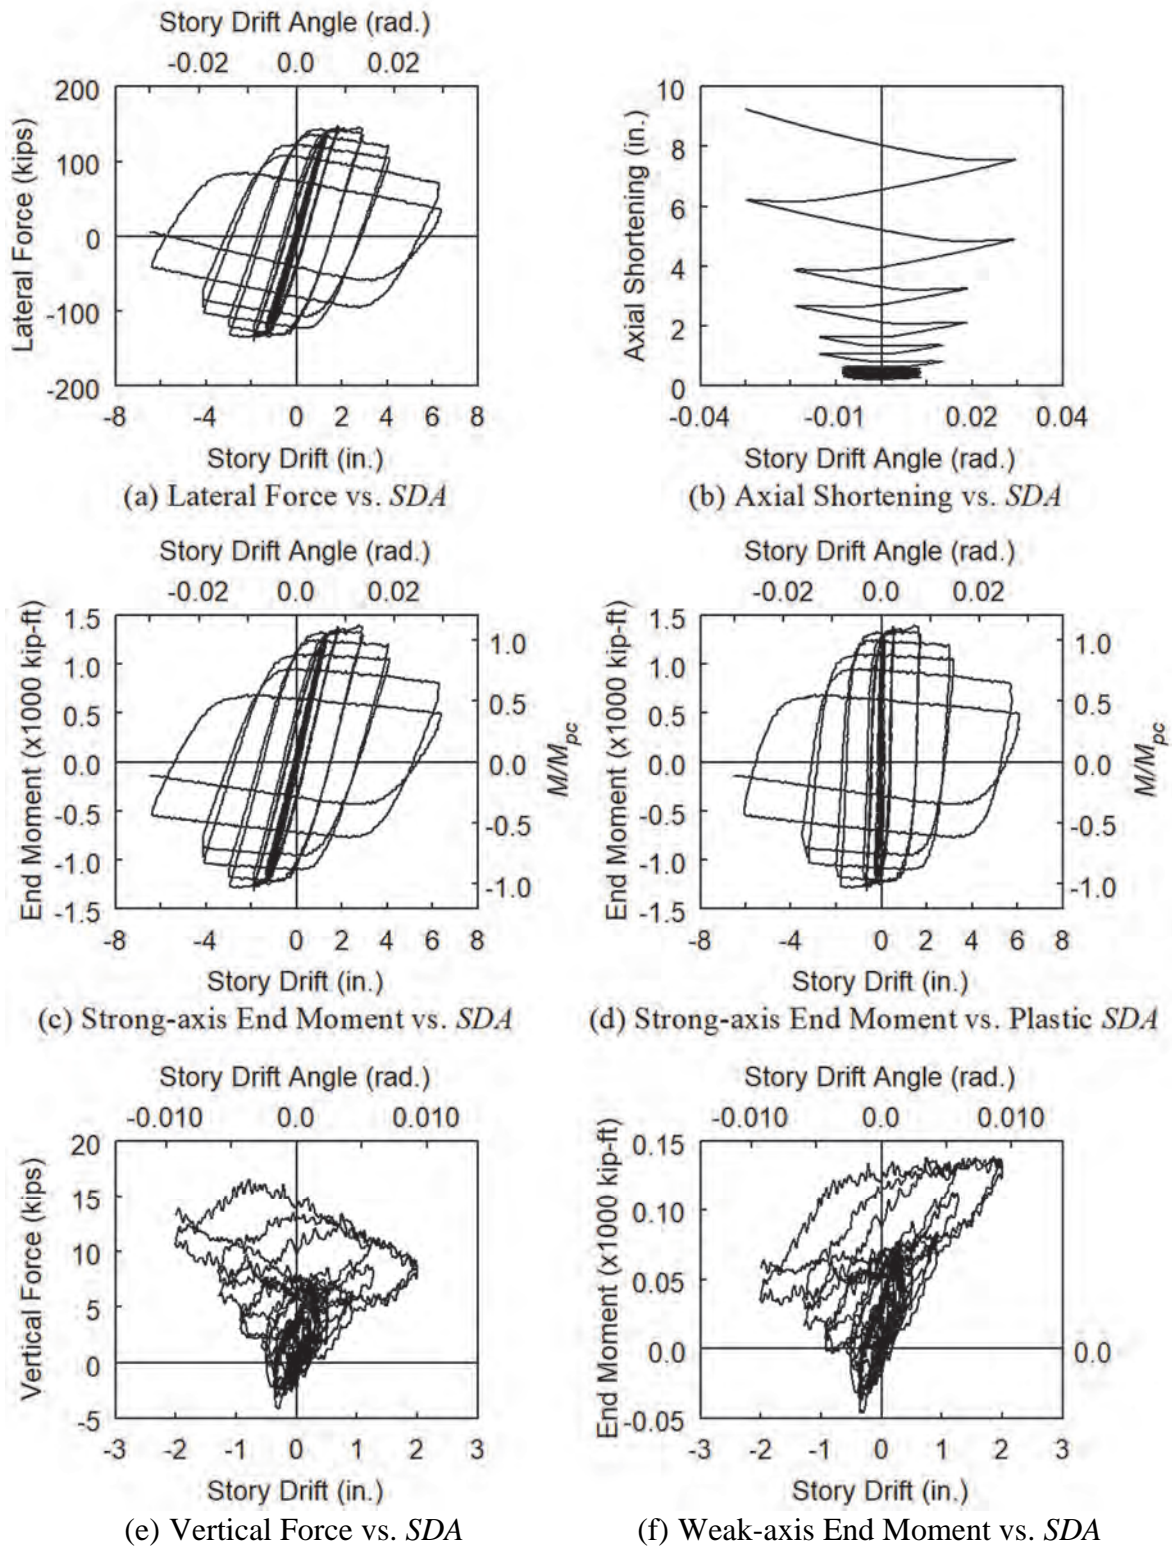 Story Drift Angle (rad.)
-0.02 0.0 0.02
200
100
0
-100
-200
Lateral Force (kips)
-8 -4 0 2 4 6 8
Story Drift (in.)
(a) Lateral Force vs. SDA
10
8
6
4
2
0
Axial Shortening (in.)
-0.04 -0.01 0.02 0.04
Story Drift Angle (rad.)
(b) Axial Shortening vs. SDA
Story Drift Angle (rad.)
-0.02 0.0 0.02
1.5
1.0
0.5
0.0
-0.5
-1.0
-1.5
End Moment (x1000 kip-ft)
1.0
0.5
0.0
-0.5
-1.0
M/Mpc
-8 -4 0 2 4 6 8
Story Drift (in.)
(c) Strong-axis End Moment vs. SDA
Story Drift Angle (rad.)
-0.02 0.0 0.02
1.5
1.0
0.5
0.0
-0.5
-1.0
-1.5
End Moment (x1000 kip-ft)
1.0
0.5
0.0
-0.5
-1.0
M/Mpc
-8 -4 0 2 4 6 8
Story Drift (in.)
(d) Strong-axis End Moment vs. Plastic SDA
Story Drift Angle (rad.)
-0.010 0.0 0.010
20
15
10
5
0
-5
Vertical Force (kips)
-3 -2 -1 0 1 2 3
Story Drift (in.)
(e) Vertical Force vs. SDA
Story Drift Angle (rad.)
-0.010 0.0 0.010
0.15
0.10
0.05
0.0
-0.05
End Moment (x1000 kip-ft)
0.0
-3 -2 -1 0 1 2 3
Story Drift (in.)
(f) Weak-axis End Moment vs. SDA